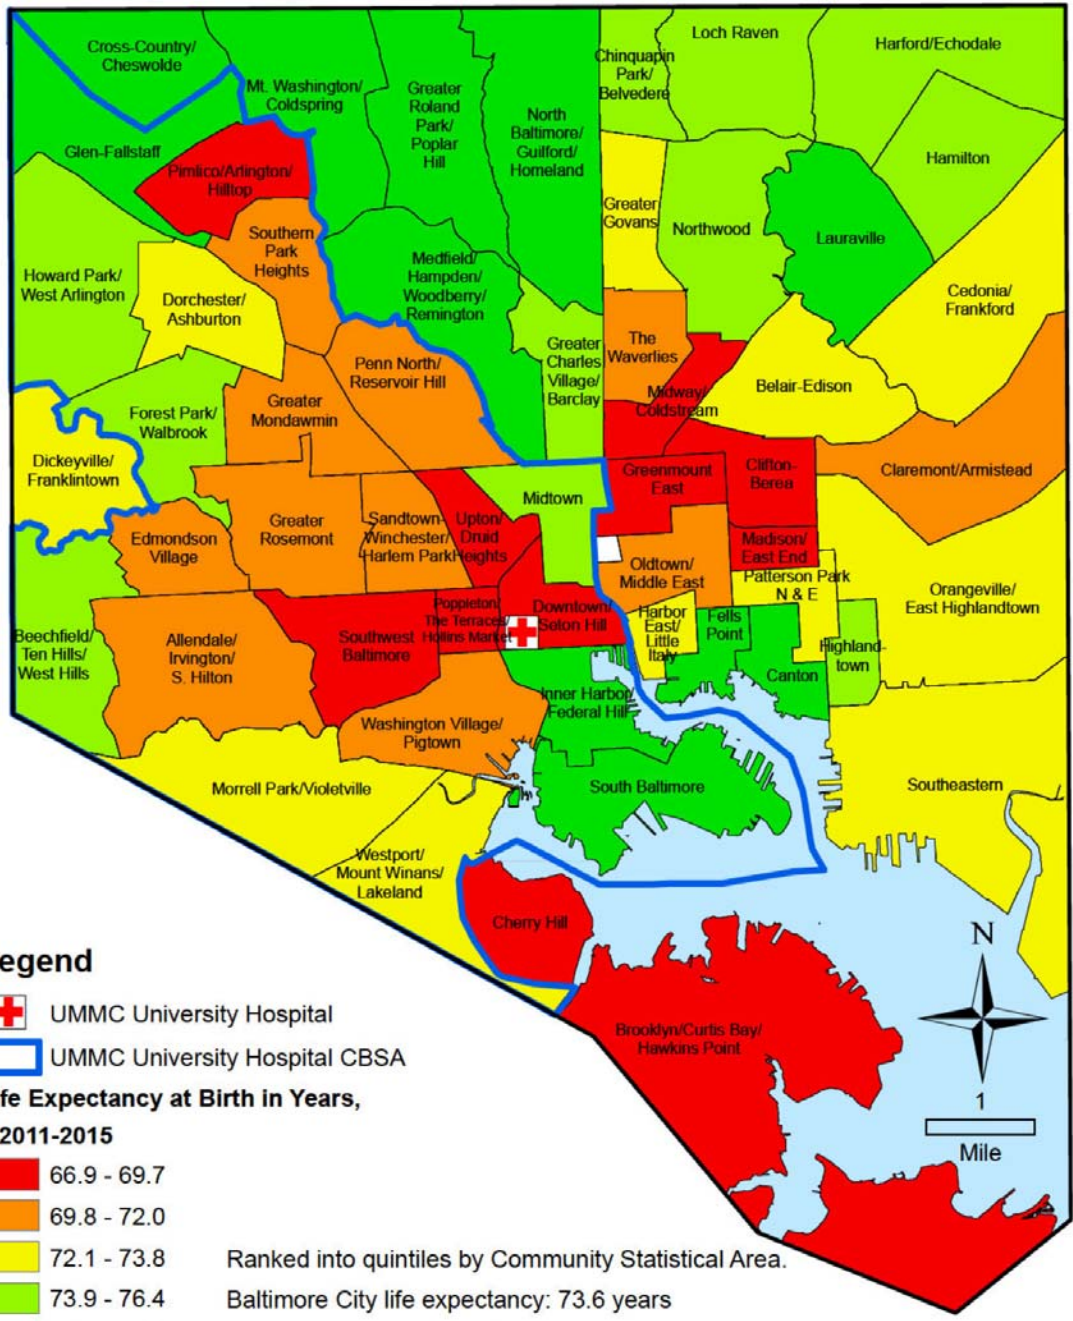 Cross-Country/
Cheswolde
Mt. Washington/
Coldspring
Greater
Roland
Park/
Poplar
Hill
North
Baltimore/
Guilford/
Homeland
Chinquapin
Park/
Belvedere
Loch Raven
Harford/Echodale
Glen-Fallstaff
Pimlico/Arlington/
Hilltop
Hamilton
Greater
Govans
Northwood
Lauraville
Southern
Park
Heights
Howard Park/
West Arlington
Dorchester/
Ashburton
Medfield/
Hampden/
Woodberry/
Remington
Cedonia/
Frankford
Greater
Charles
Village/
Barclay
The
Waverlies
Penn North/
Reservoir Hill
Midway/
Coldstream
Belair-Edison
Greater
Mondawmin
Forest Park/
Walbrook
Dickeyville/
Franklintown
Greenmount
East
Clifton-
Berea
Claremont/Armistead
Midtown
Edmondson
Village
Greater
Rosemont
Sandtown-
Winchester/
Harlem Park
Upton/
Druid
Heights
Madison/
East End
Oldtown/
Middle East
Patterson Park
N & E
Orangeville/
East Highlandtown
Harbor
East/
Little
Italy
Fells
Point
Highland-
town
Canton
Beechfield/
Ten Hills/
West Hills
Allendale/
Irvington/
S. Hilton
Southwest
Baltimore
Poppleton/
The Terraces/
Hollins Market
Downtown/
Seton Hill
Inner Harbor/
Federal Hill
Washington Village/
Pigtown
Morrell Park/Violetville
South Baltimore
Southeastern
Westport/
Mount Winans/
Lakeland
Cherry Hill
Brooklyn/Curtis Bay/
Hawkins Point
N
1
Mile
egend
UMMC University Hospital
UMMC University Hospital CBSA
fe Expectancy at Birth in Years,
2011-2015
66.9 - 69.7
69.8 - 72.0
72.1 - 73.8
Ranked into quintiles by Community Statistical Area.
73.9 - 76.4
Baltimore City life expectancy: 73.6 years